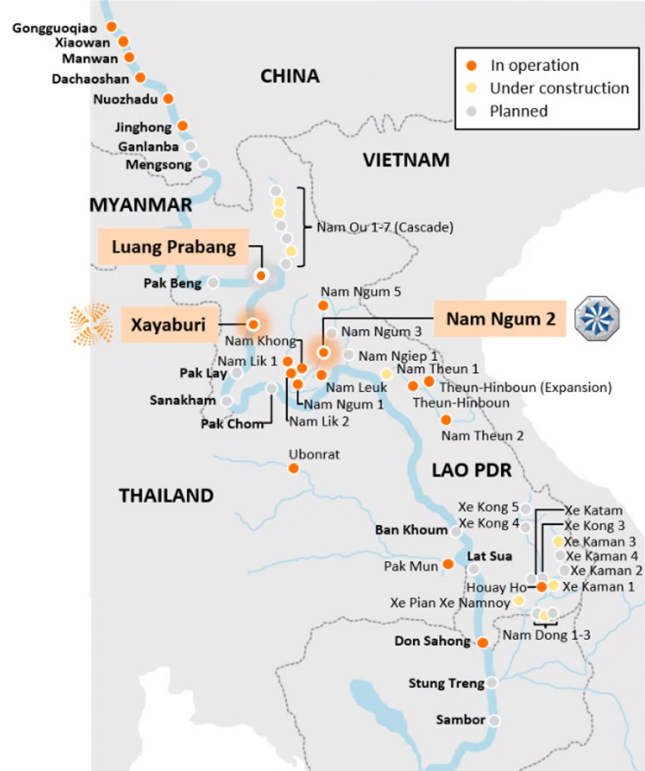 Gongguoqiao
Xiaowan
Manwan
Dachaoshan
Nuozhadu
Jinghong
Ganlanba
Mengsong
CHINA
In operation
Under construction
Planned
VIETNAM
MYANMAR
Nam Ou 1-7 (Cascade)
Luang Prabang
Pak Beng
Nam Ngum 5
Xayaburi
Nam Ngum 2
Nam Ngum 3
Nam Khong
Nam Ngiep 1
Nam Lik 1
Nam Theun 1
Pak Lay
Nam Leuk
Theun-Hinboun (Expansion)
Theun-Hinboun
Sanakham
Nam Ngum 1
Pak Chom
Nam Lik 2
Nam Theun 2
Ubonrat
LAO PDR
THAILAND
Xe Kong 5
Xe Katam
Xe Kong 4
Xe Kong 3
Ban Khoum
Xe Kaman 3
Lat Sua
Xe Kaman 4
Pak Mun
Xe Kaman 2
Houay Ho
Xe Kaman 1
Xe Pian Xe Namnoy
Nam Dong 1-3
Don Sahong
Stung Treng
Sambor